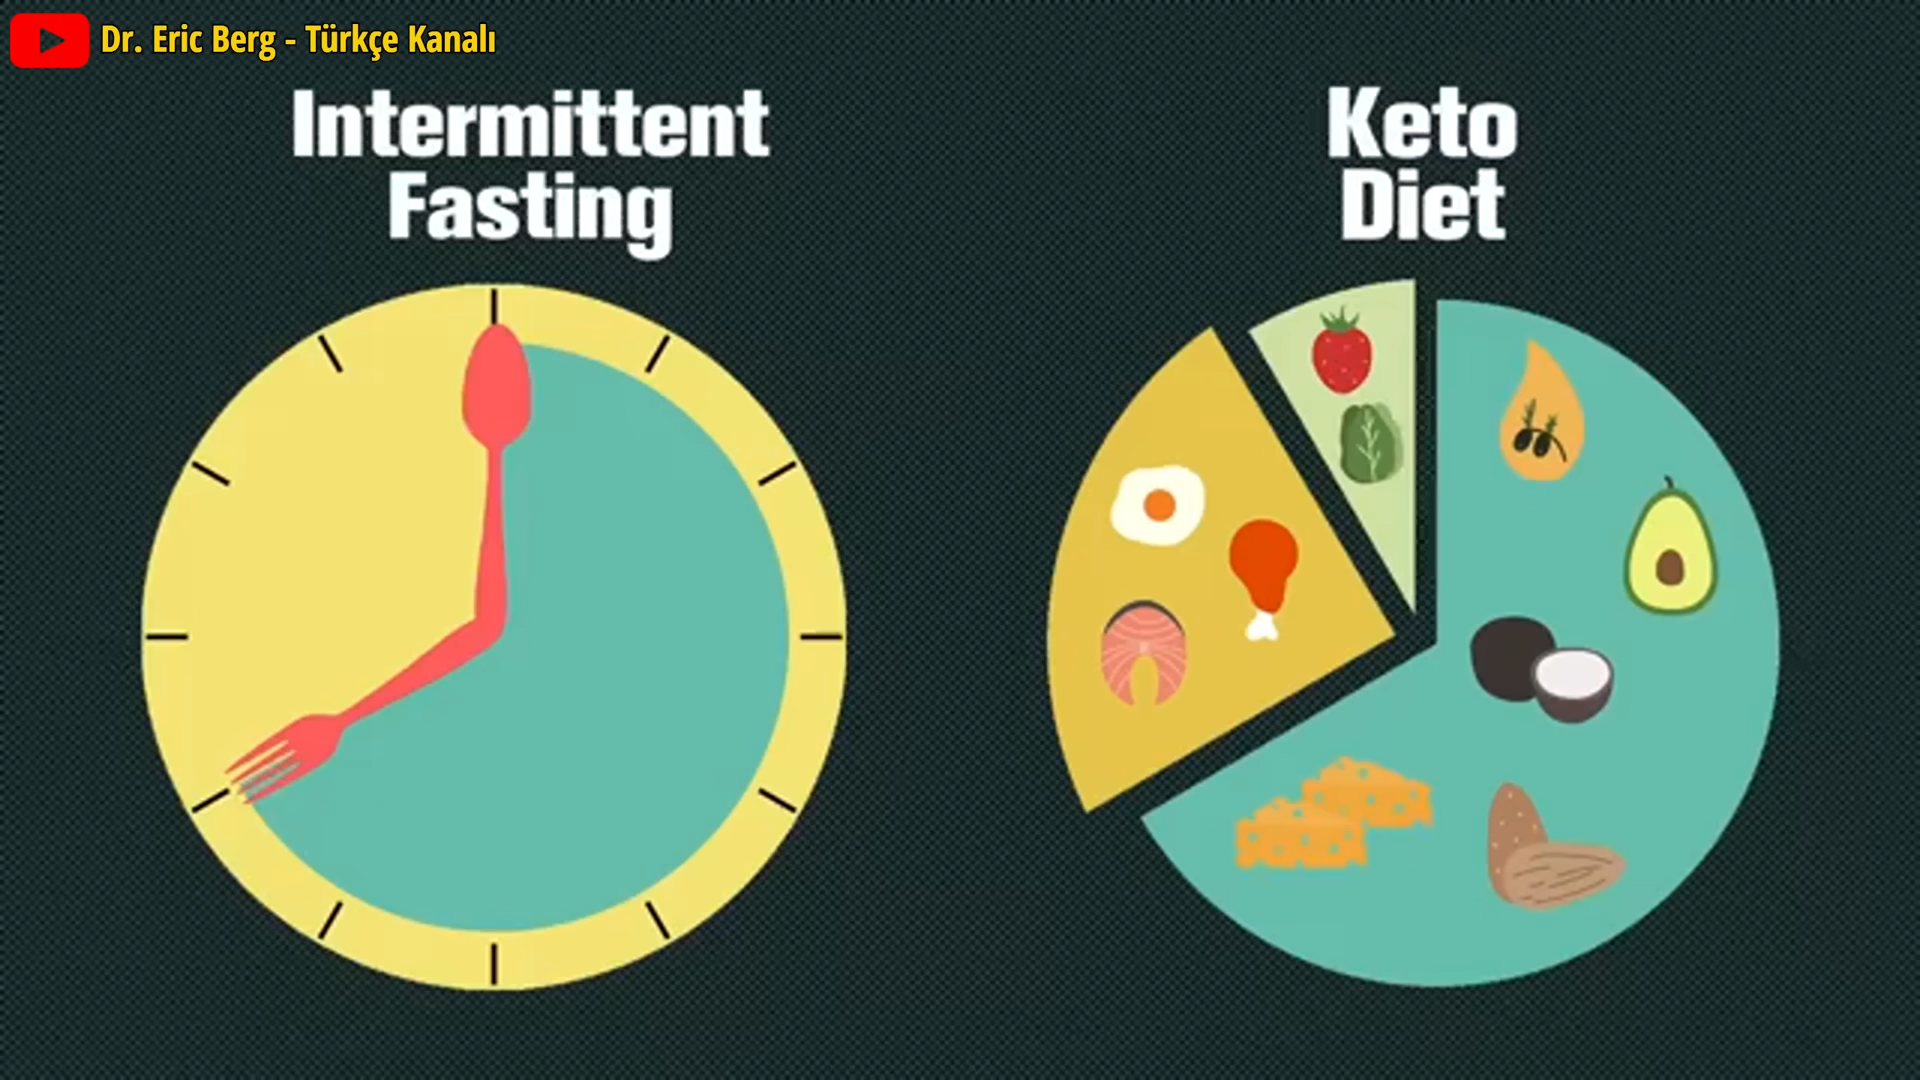 Dr. Eric Berg - Türkçe Kanalı
Intermittent
Fasting
Keto
Diet